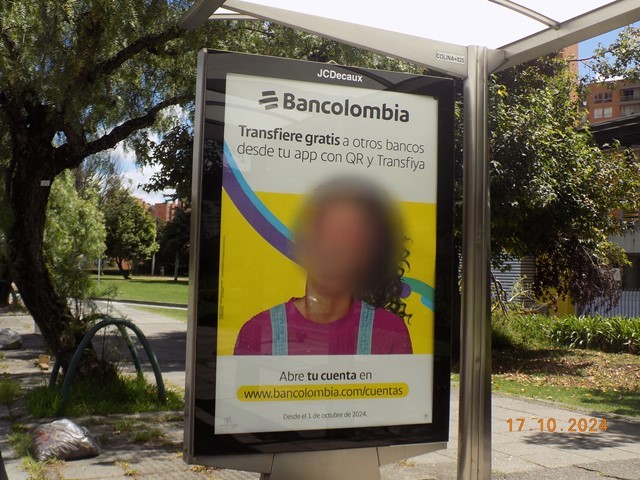 COLINA+025
JCDecaux
Bancolombia
Transfiere gratis a otros bancos
desde tu app con QR y Transfiya
Abre tu cuenta en
www.bancolombia.com/cuentas
Desde el 1 de octubre de 2024.
17.10.2024